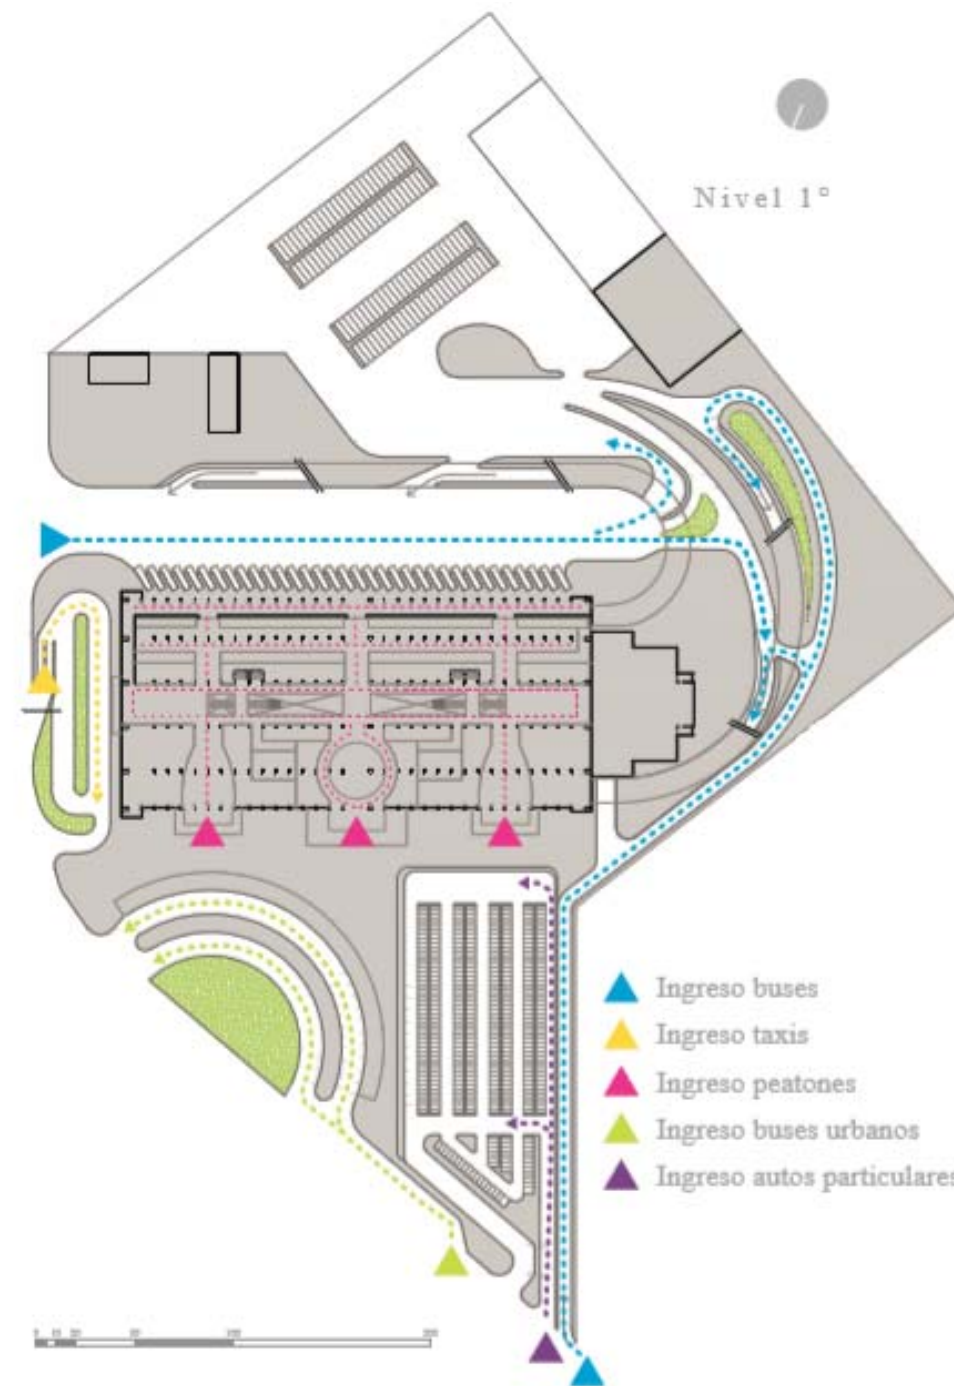 Nivel 1°
Ingreso buses
Ingreso taxis
Ingreso peatones
Ingreso buses urbanos
Ingreso autos particulares